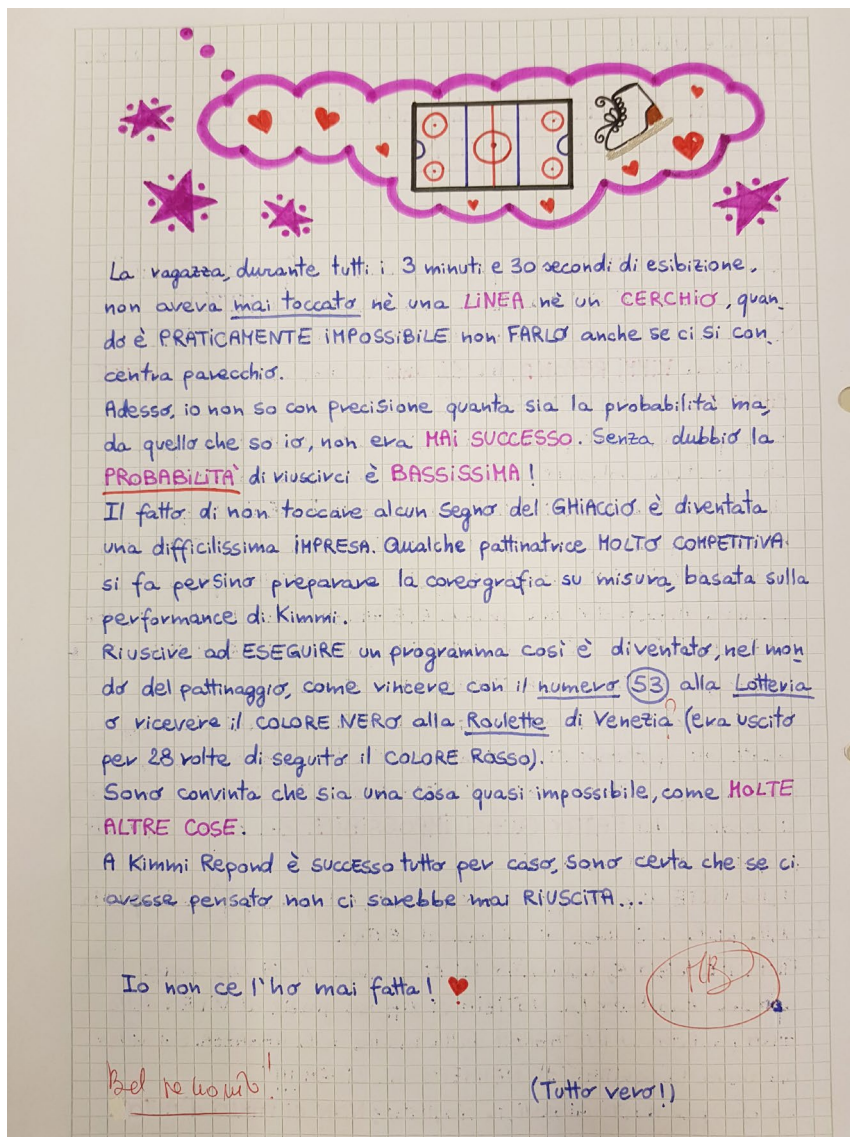 La ragazza, durante tutti i 3 minuti e 30 secondi di esibizione,
non aveva mai toccato nè una LINEA nè un CERCHIO, quan_
do è PRATICAMENTE IMPOSSIBILE non FARLO anche se ci si con_
centra parecchio.
Adesso, io non so con precisione quanta sia la probabilità ma,
da quello che so io, non era MAI SUCCESSO. Senza dubbio la
PROBABILITA' di riuscirci è BASSISSIMA!
Il fatto di non toccare alcun segno del GHIACCIO è diventata
una difficilissima IMPRESA. Qualche pattinatrice MOLTO COMPETITIVA
si fa persino preparare la coreografia su misura, basata sulla
performance di Kimmi.
Riuscire ad ESEGUIRE un programma così è diventato, nel mon_
do del pattinaggio, come vincere con il numero 53 alla Lotteria
o ricevere il COLORE NERO alla Roulette di Venezia (era uscito
per 28 volte di seguito il COLORE ROSSO).
Sono convinta che sia una cosa quasi impossibile, come MOLTE
ALTRE COSE.
A Kimmi Repond è SUCCESSO tutto per caso, sono certa che se ci
avesse pensato non ci sarebbe mai RIUSCITA...
Io non ce l'ho mai fatta!
MB
Bel
(Tutto vero!)